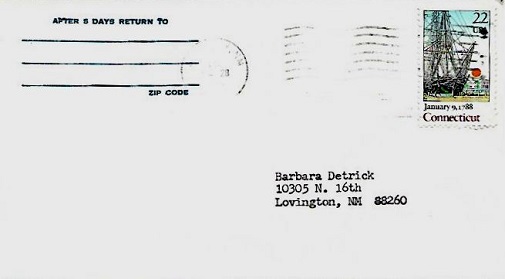 AFTER 5 DAYS RETURN TO
ZIP CODE
22
January 9, 1788
Connecticut
Barbara Detrick
10305 N. 16th
Lovington, NM 88260